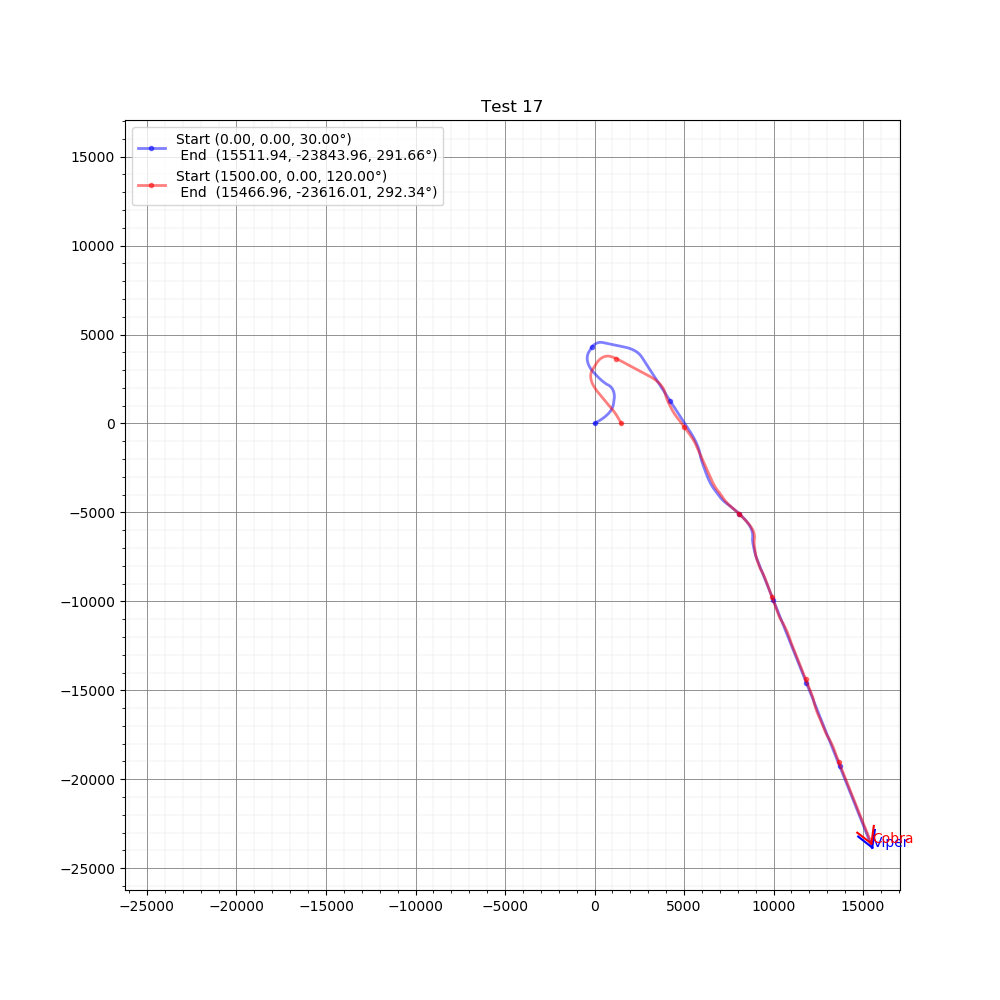 Test 17
Start (0.00, 0.00, 30.00°)
End (15511.94, -23843.96, 291.66°)
Start (1500.00, 0.00, 120.00°)
End (15466.96, -23616.01, 292.34°)
15000
10000
5000
0
−5000
−10000
−15000
−20000
−25000
Cobra
Viper
−25000 −20000 −15000 −10000 −5000 0 5000 10000 15000